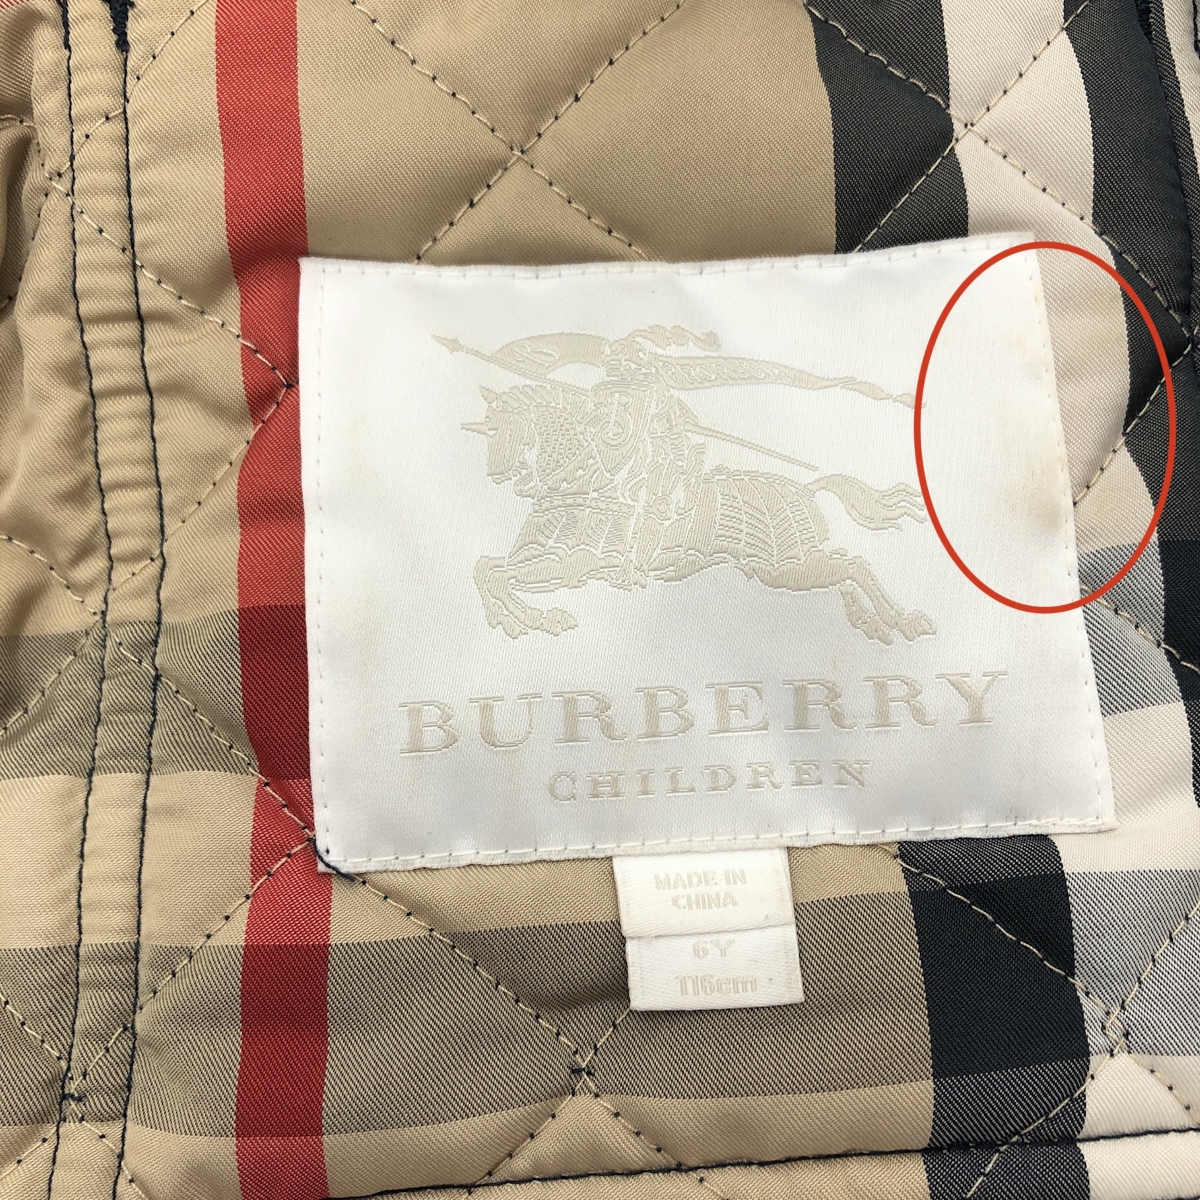 BURBERRY
CHILDREN
MADE IN
CHINA
6Y
116cm